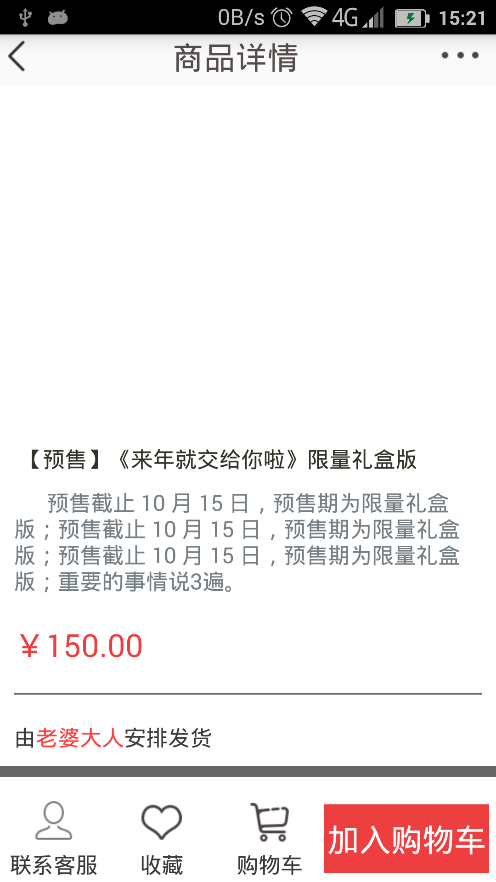 0B/s 4G 15:21
商品详情
【预售】《来年就交给你啦》限量礼盒版
预售截止 10 月 15 日，预售期为限量礼盒
版；预售截止 10 月 15 日，预售期为限量礼盒
版；预售截止 10 月 15 日，预售期为限量礼盒
版；重要的事情说3遍。
￥150.00
由老婆大人安排发货
联系客服 收藏 购物车 加入购物车